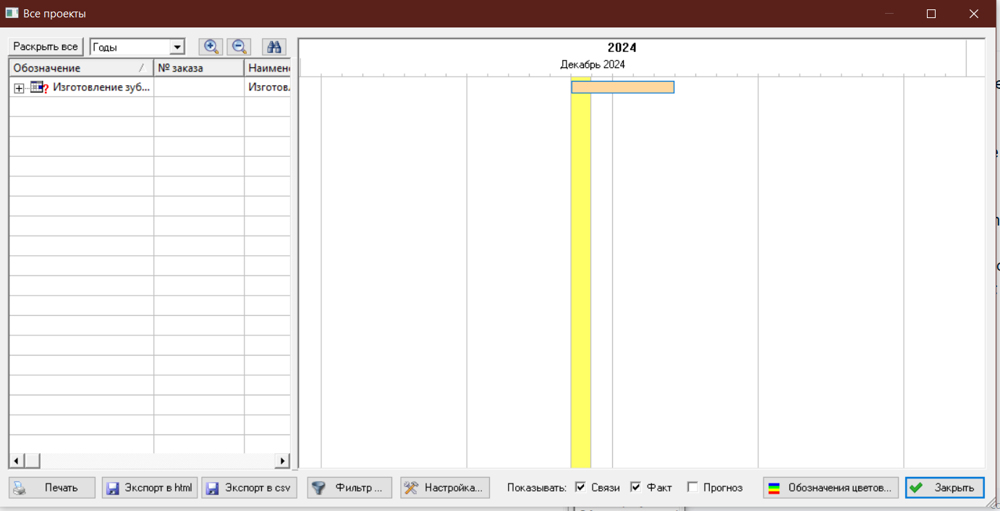 Все проекты
Раскрыть все Годы
2024
Декабрь 2024
Обозначение № заказа Наимен
Изготовление зуб... Изготов.
Печать Экспорт в html Экспорт в csv Фильтр ... Настройка... Показывать: Связи Факт Прогноз Обозначения цветов... Закрыть